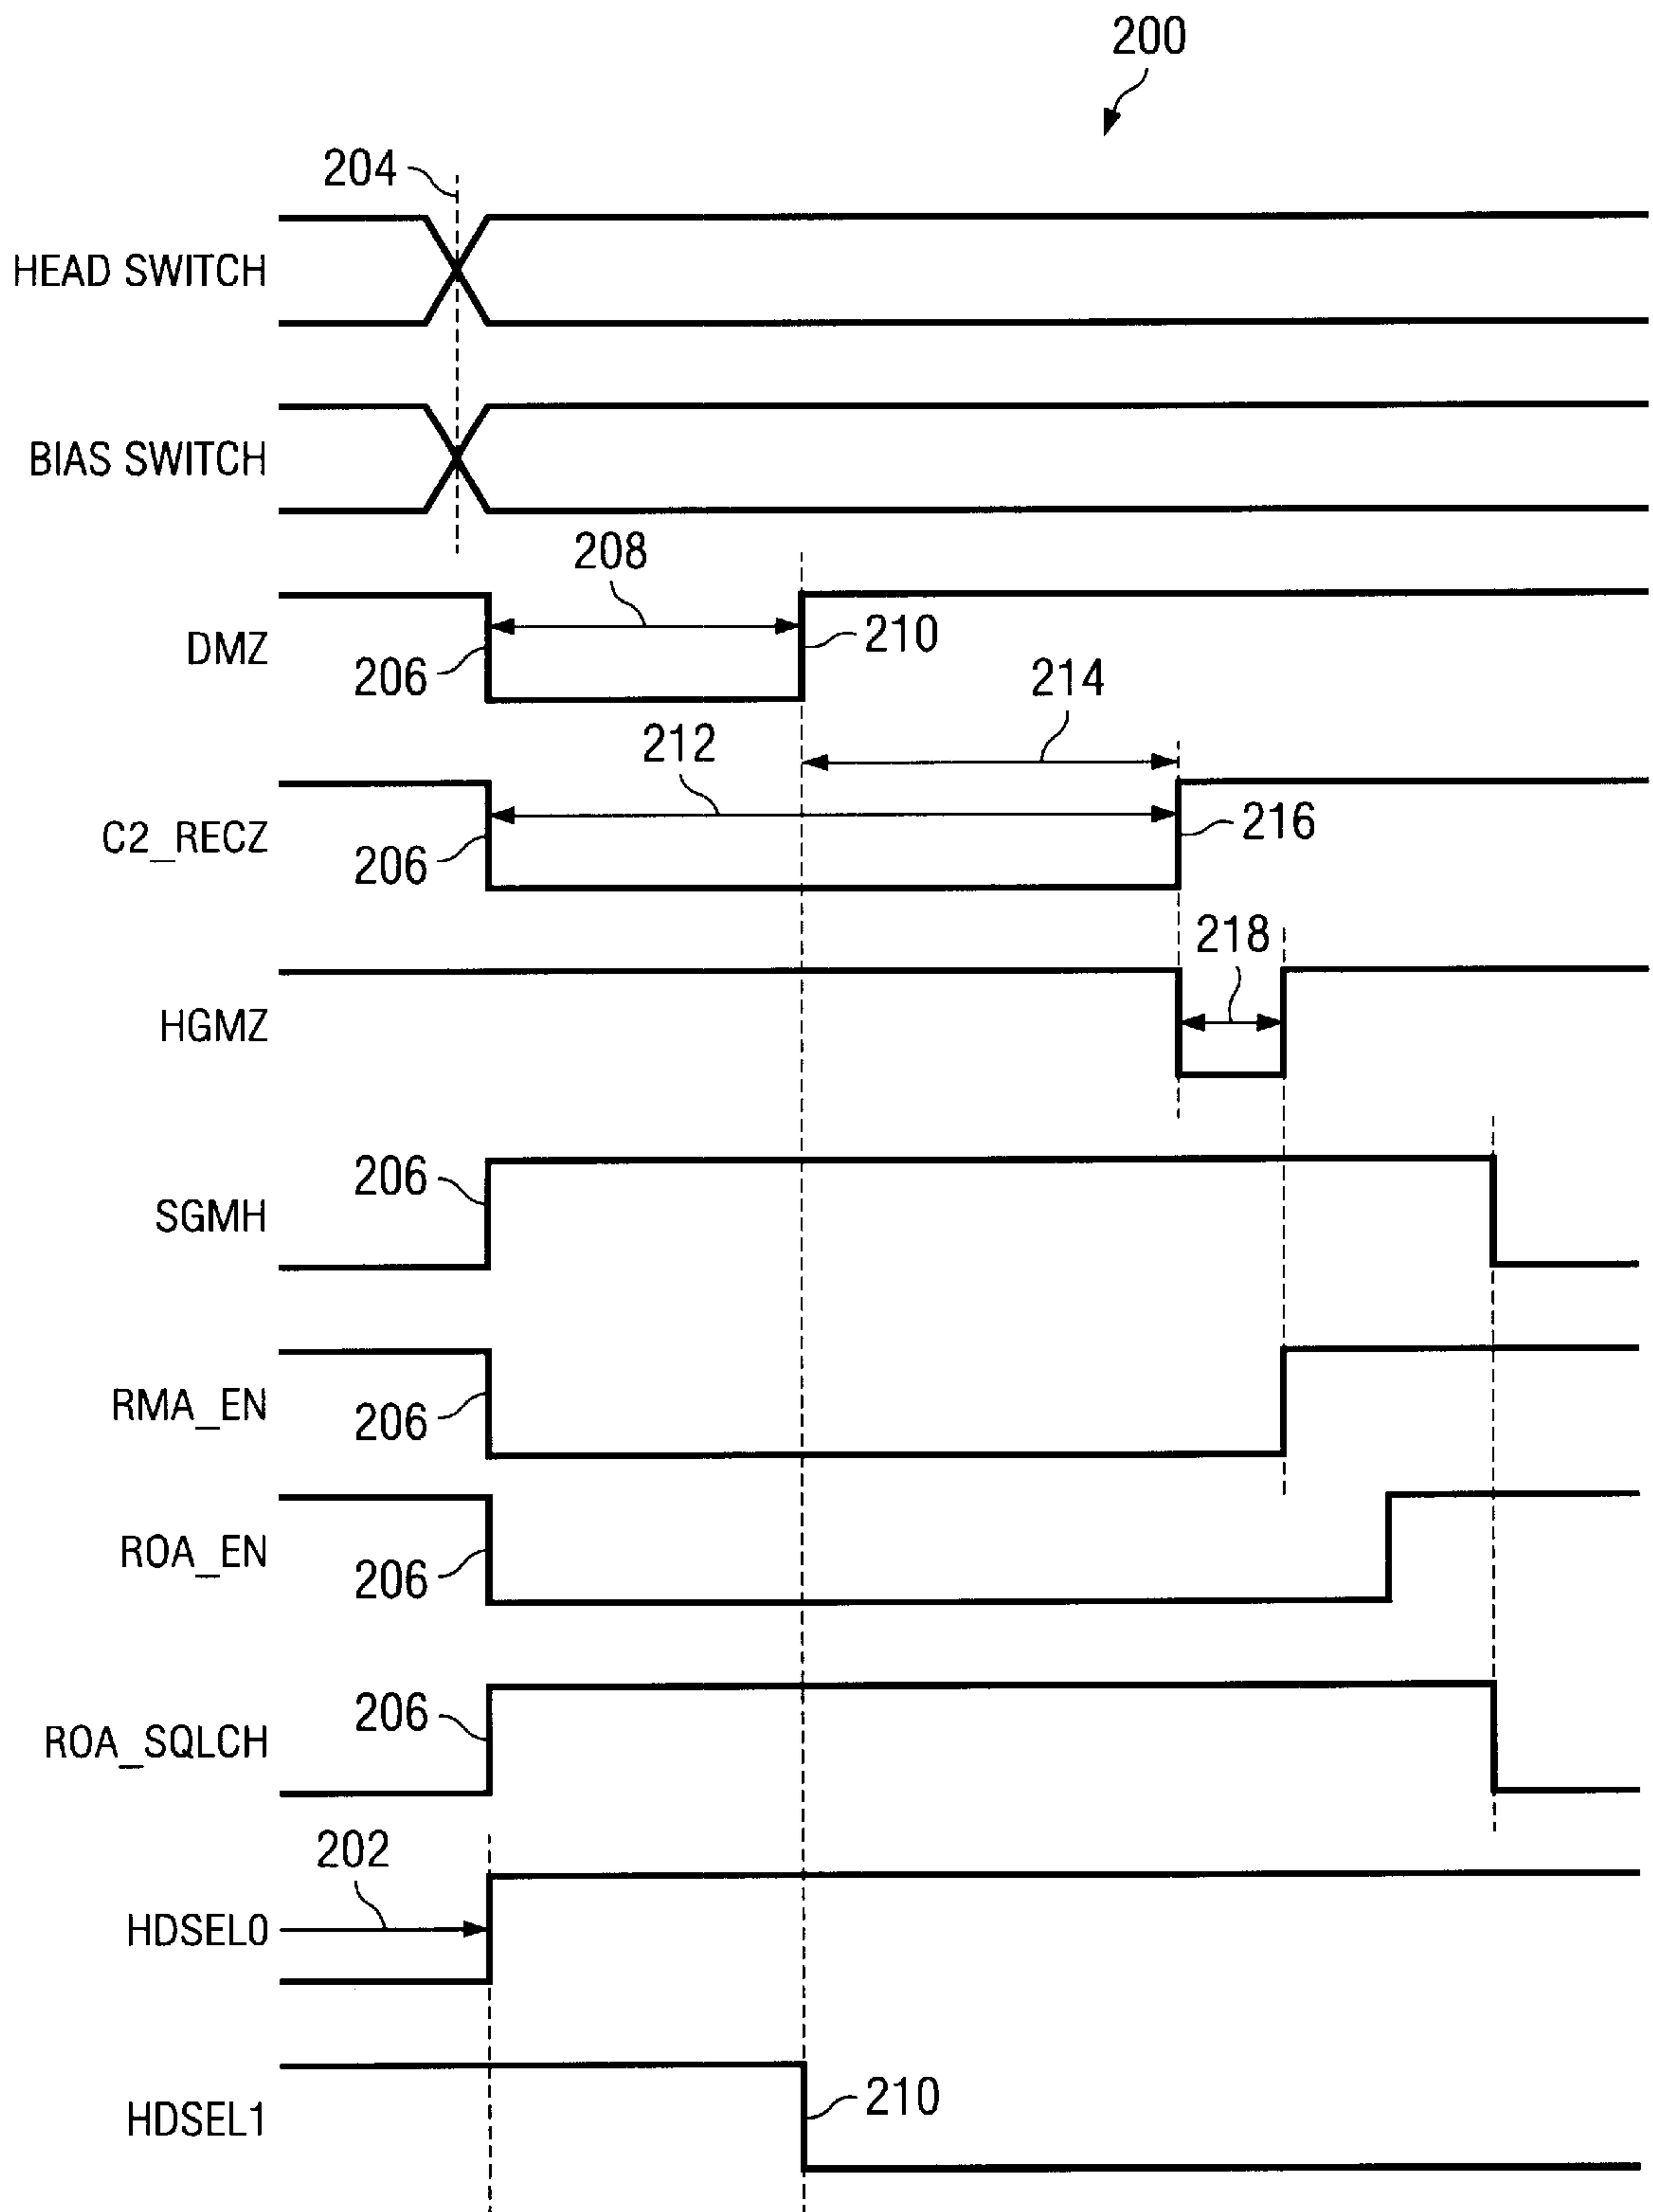 200
204
HEAD SWITCH
BIAS SWITCH
208
DMZ
206
210
214
212
C2_RECZ
206
216
218
HGMZ
206
SGMH
RMA_EN
206
ROA_EN
206
206
ROA_SQLCH
202
HDSEL0
HDSEL1
210